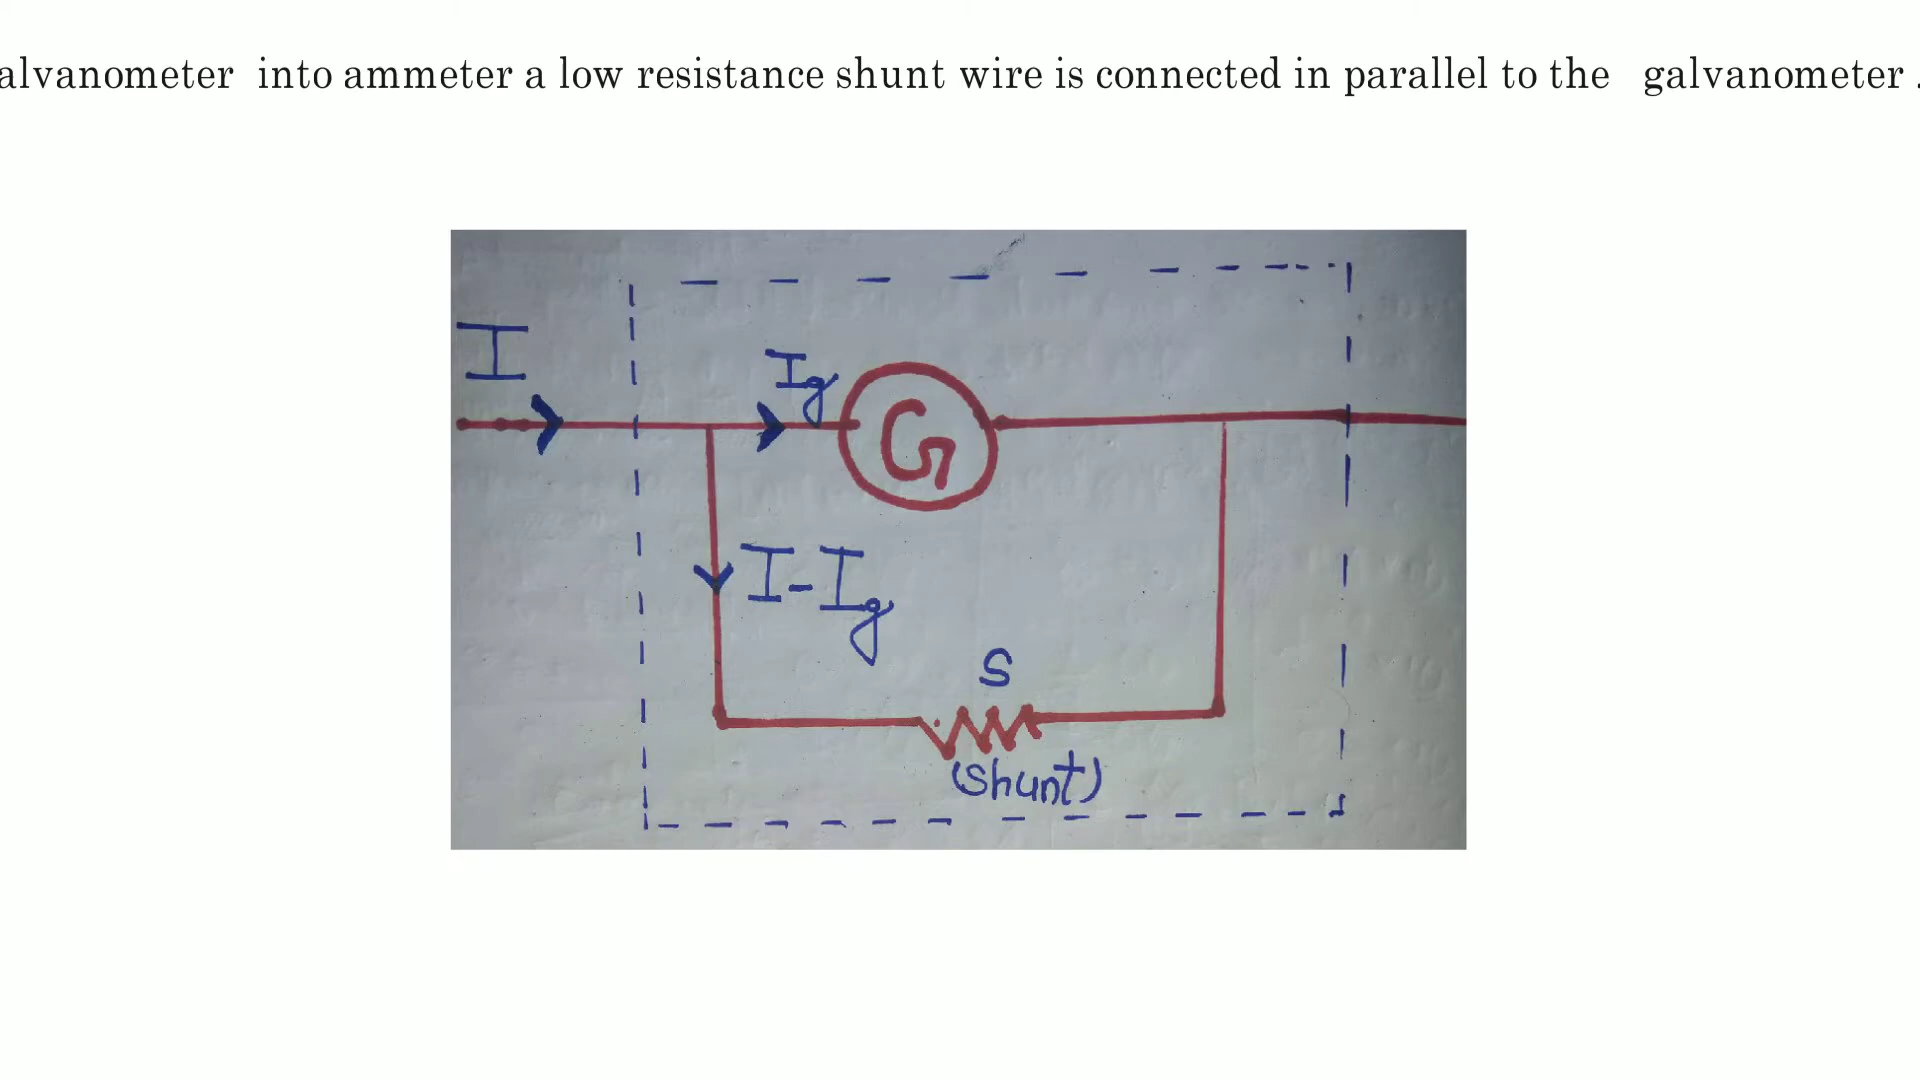 alvanometer into ammeter a low resistance shunt wire is connected in parallel to the galvanometer .
I
Ig
G
I-Ig
S
(shunt)